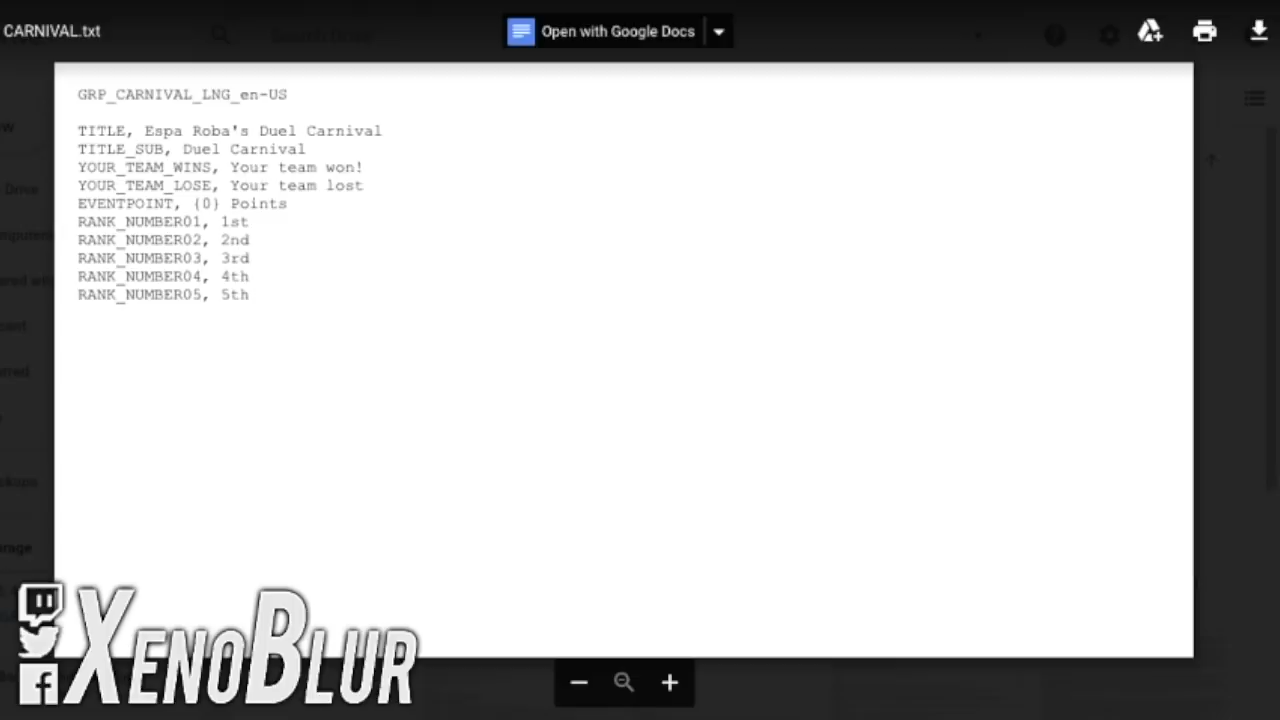 CARNIVAL.txt
Open with Google Docs
GRP_CARNIVAL_LNG_en-US
TITLE, Espa Roba's Duel Carnival
TITLE_SUB, Duel Carnival
YOUR_TEAM_WINS, Your team won!
YOUR_TEAM_LOSE, Your team lost
EVENTPOINT, {0} Points
RANK_NUMBER01, 1st
RANK_NUMBER02, 2nd
RANK_NUMBER03, 3rd
RANK_NUMBER04, 4th
RANK_NUMBER05, 5th
Drive
XENOBLUR